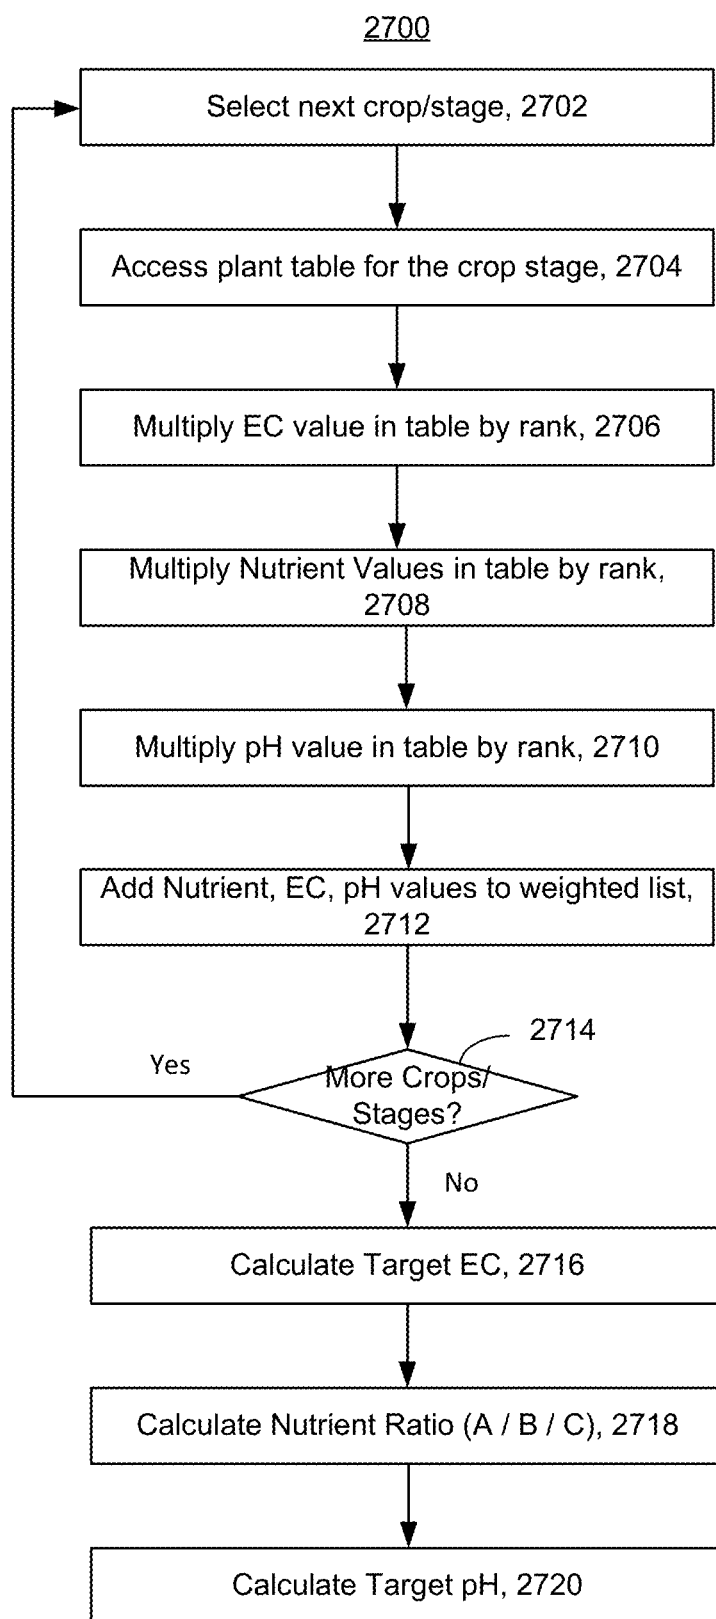 2700
Select next crop/stage, 2702
Access plant table for the crop stage, 2704
Multiply EC value in table by rank, 2706
Multiply Nutrient Values in table by rank,
2708
Multiply pH value in table by rank, 2710
Add Nutrient, EC, pH values to weighted list,
2712
2714
Yes
More Crops/
Stages?
No
Calculate Target EC, 2716
Calculate Nutrient Ratio (A / B / C), 2718
Calculate Target pH, 2720